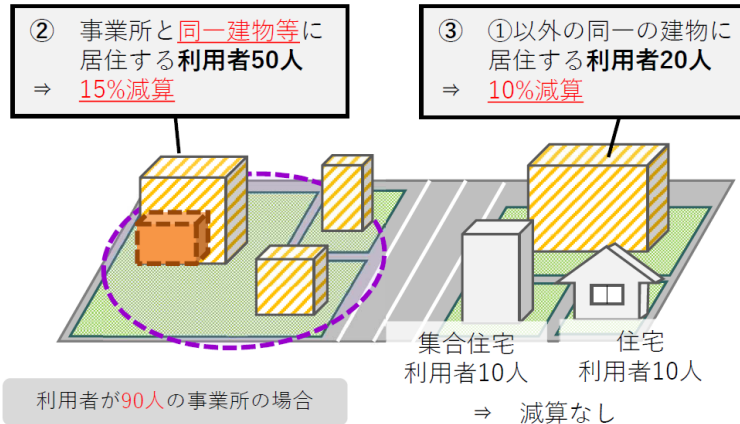 ② 事業所と同一建物等に
居住する利用者50人
⇒ 15%減算
③ ①以外の同一の建物に
居住する利用者20人
⇒ 10%減算
集合住宅
利用者10人
住宅
利用者10人
⇒ 減算なし
利用者が90人の事業所の場合